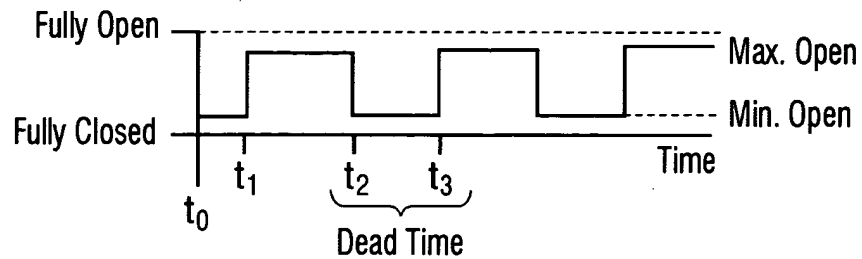 Fully Open
Max. Open
Min. Open
Fully Closed
Time
t₁
t₂
t₃
t₀
Dead Time